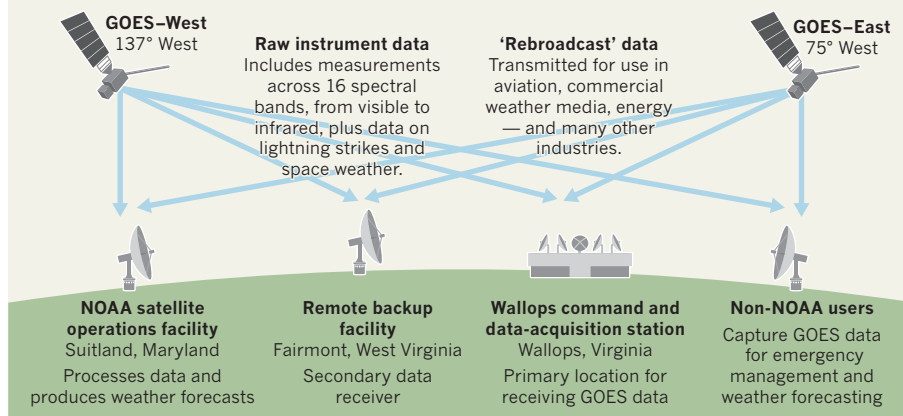 GOES–West
137° West
Raw instrument data
Includes measurements
across 16 spectral
bands, from visible to
infrared, plus data on
lightning strikes and
space weather.
‘Rebroadcast’ data
Transmitted for use in
aviation, commercial
weather media, energy
— and many other
industries.
GOES–East
75° West
NOAA satellite
operations facility
Suitland, Maryland
Processes data and
produces weather forecasts
Remote backup
facility
Fairmont, West Virginia
Secondary data
receiver
Wallops command and
data-acquisition station
Wallops, Virginia
Primary location for
receiving GOES data
Non-NOAA users
Capture GOES data
for emergency
management and
weather forecasting